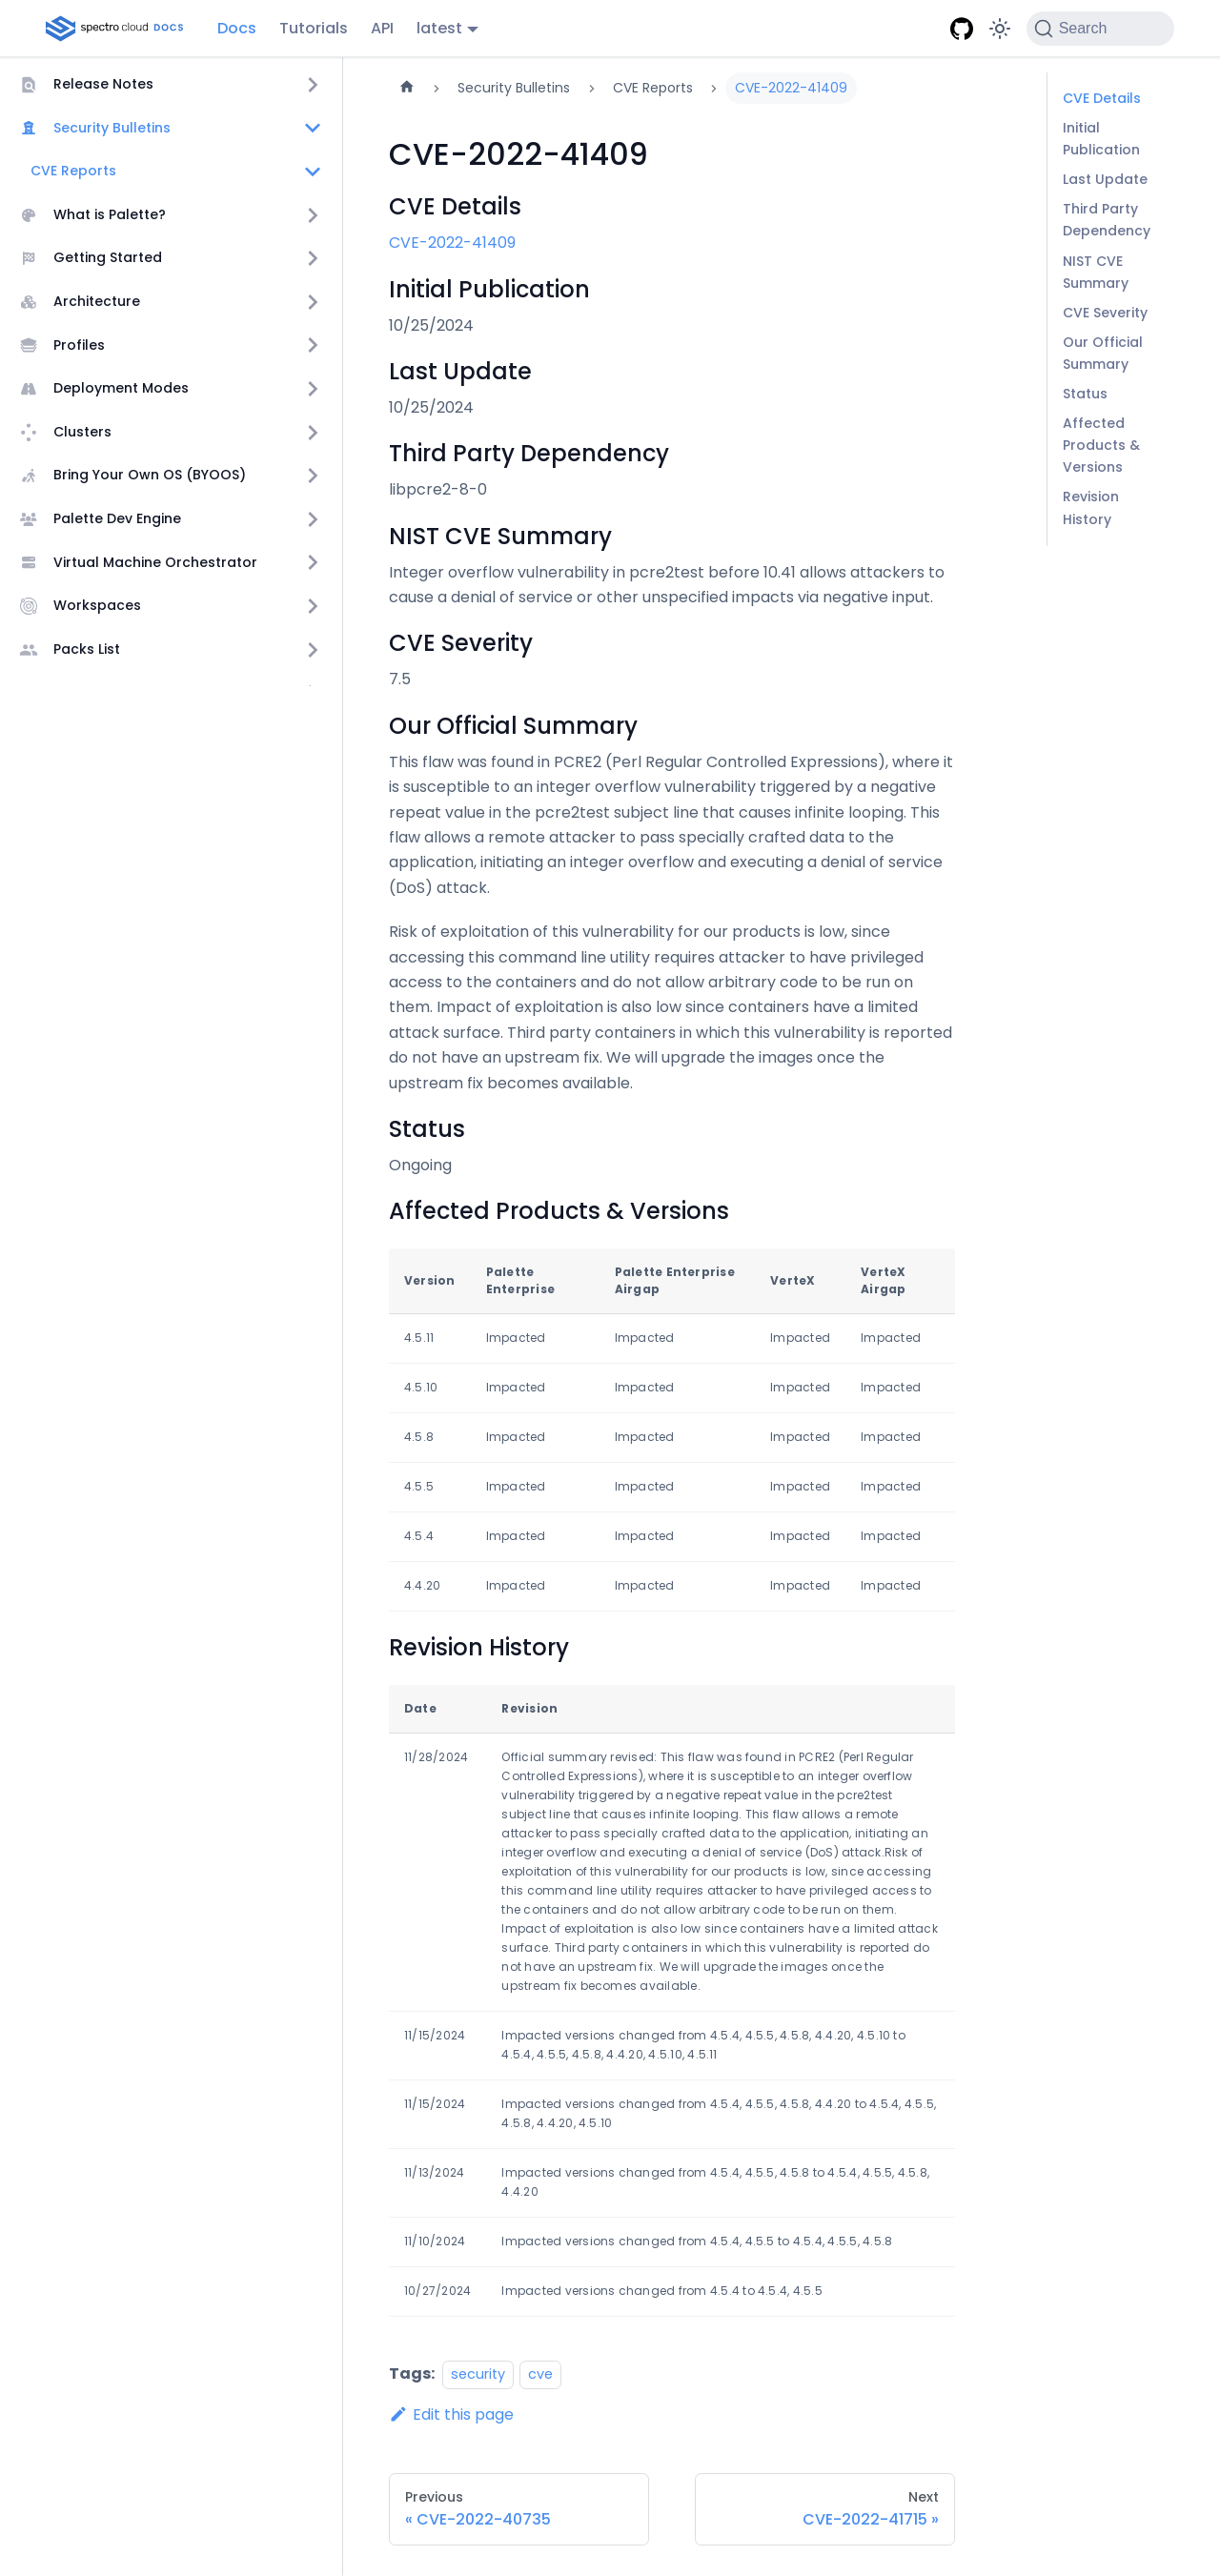 spectro cloud DOCS
Docs
Tutorials
API
latest
Search
Release Notes
Security Bulletins
CVE Reports
What is Palette?
Getting Started
Architecture
Profiles
Deployment Modes
Clusters
Bring Your Own OS (BYOOS)
Palette Dev Engine
Virtual Machine Orchestrator
Workspaces
Packs List
Security Bulletins
CVE Reports
CVE-2022-41409
CVE-2022-41409
CVE Details
CVE-2022-41409
Initial Publication
10/25/2024
Last Update
10/25/2024
Third Party Dependency
libpcre2-8-0
NIST CVE Summary
Integer overflow vulnerability in pcre2test before 10.41 allows attackers to
cause a denial of service or other unspecified impacts via negative input.
CVE Severity
7.5
Our Official Summary
This flaw was found in PCRE2 (Perl Regular Controlled Expressions), where it
is susceptible to an integer overflow vulnerability triggered by a negative
repeat value in the pcre2test subject line that causes infinite looping. This
flaw allows a remote attacker to pass specially crafted data to the
application, initiating an integer overflow and executing a denial of service
(DoS) attack.
Risk of exploitation of this vulnerability for our products is low, since
accessing this command line utility requires attacker to have privileged
access to the containers and do not allow arbitrary code to be run on
them. Impact of exploitation is also low since containers have a limited
attack surface. Third party containers in which this vulnerability is reported
do not have an upstream fix. We will upgrade the images once the
upstream fix becomes available.
Status
Ongoing
Affected Products & Versions
Version Palette Enterprise Palette Enterprise Airgap VerteX VerteX Airgap
4.5.11 Impacted Impacted Impacted Impacted
4.5.10 Impacted Impacted Impacted Impacted
4.5.8 Impacted Impacted Impacted Impacted
4.5.5 Impacted Impacted Impacted Impacted
4.5.4 Impacted Impacted Impacted Impacted
4.4.20 Impacted Impacted Impacted Impacted
Revision History
Date Revision
11/28/2024 Official summary revised: This flaw was found in PCRE2 (Perl Regular
Controlled Expressions), where it is susceptible to an integer overflow
vulnerability triggered by a negative repeat value in the pcre2test
subject line that causes infinite looping. This flaw allows a remote
attacker to pass specially crafted data to the application, initiating an
integer overflow and executing a denial of service (DoS) attack.Risk of
exploitation of this vulnerability for our products is low, since accessing
this command line utility requires attacker to have privileged access to
the containers and do not allow arbitrary code to be run on them.
Impact of exploitation is also low since containers have a limited attack
surface. Third party containers in which this vulnerability is reported do
not have an upstream fix. We will upgrade the images once the
upstream fix becomes available.
11/15/2024 Impacted versions changed from 4.5.4, 4.5.5, 4.5.8, 4.4.20, 4.5.10 to
4.5.4, 4.5.5, 4.5.8, 4.4.20, 4.5.10, 4.5.11
11/15/2024 Impacted versions changed from 4.5.4, 4.5.5, 4.5.8, 4.4.20 to 4.5.4, 4.5.5,
4.5.8, 4.4.20, 4.5.10
11/13/2024 Impacted versions changed from 4.5.4, 4.5.5, 4.5.8 to 4.5.4, 4.5.5, 4.5.8,
4.4.20
11/10/2024 Impacted versions changed from 4.5.4, 4.5.5 to 4.5.4, 4.5.5, 4.5.8
10/27/2024 Impacted versions changed from 4.5.4 to 4.5.4, 4.5.5
Tags: security cve
Edit this page
Previous
« CVE-2022-40735
Next
CVE-2022-41715 »
CVE Details
Initial
Publication
Last Update
Third Party
Dependency
NIST CVE
Summary
CVE Severity
Our Official
Summary
Status
Affected
Products &
Versions
Revision
History